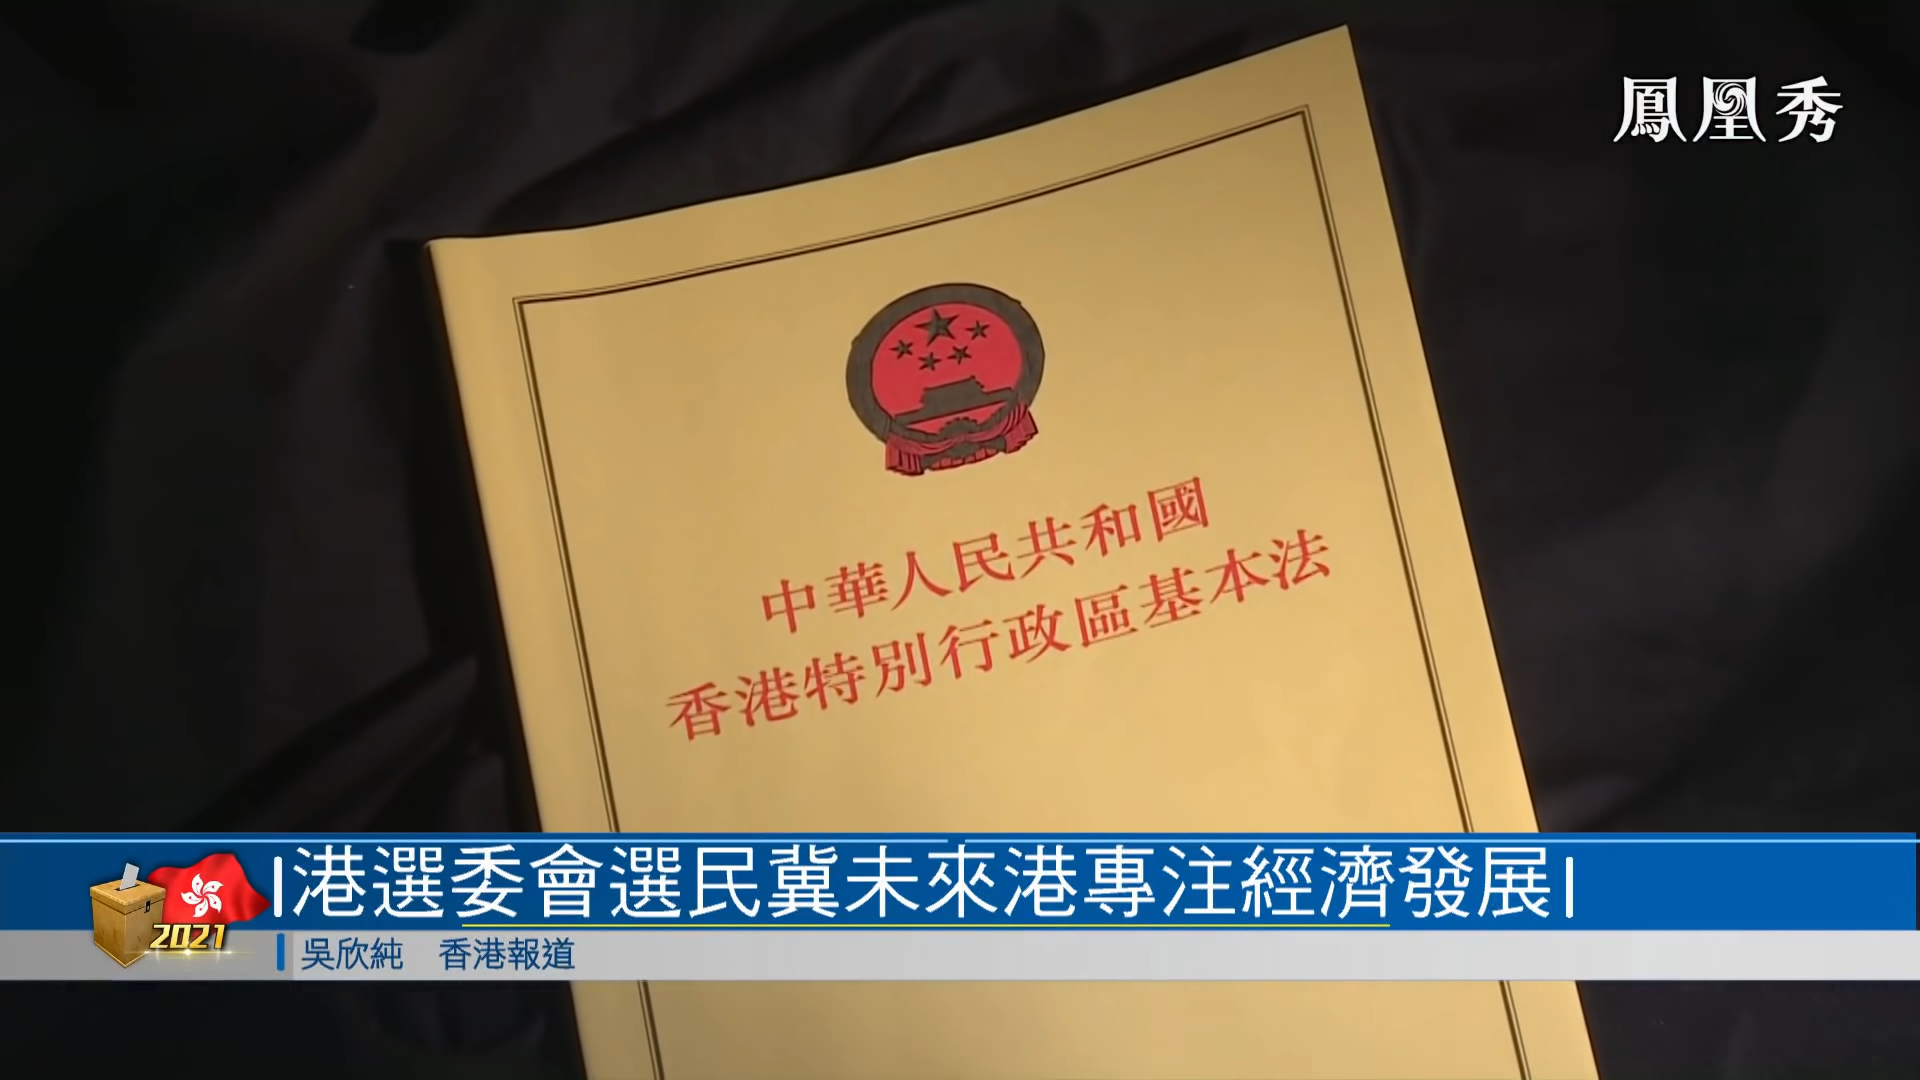 鳳凰秀
中華人民共和國
香港特別行政區基本法
港選委會選民冀未來港專注經濟發展
2021
吳欣純 香港報道